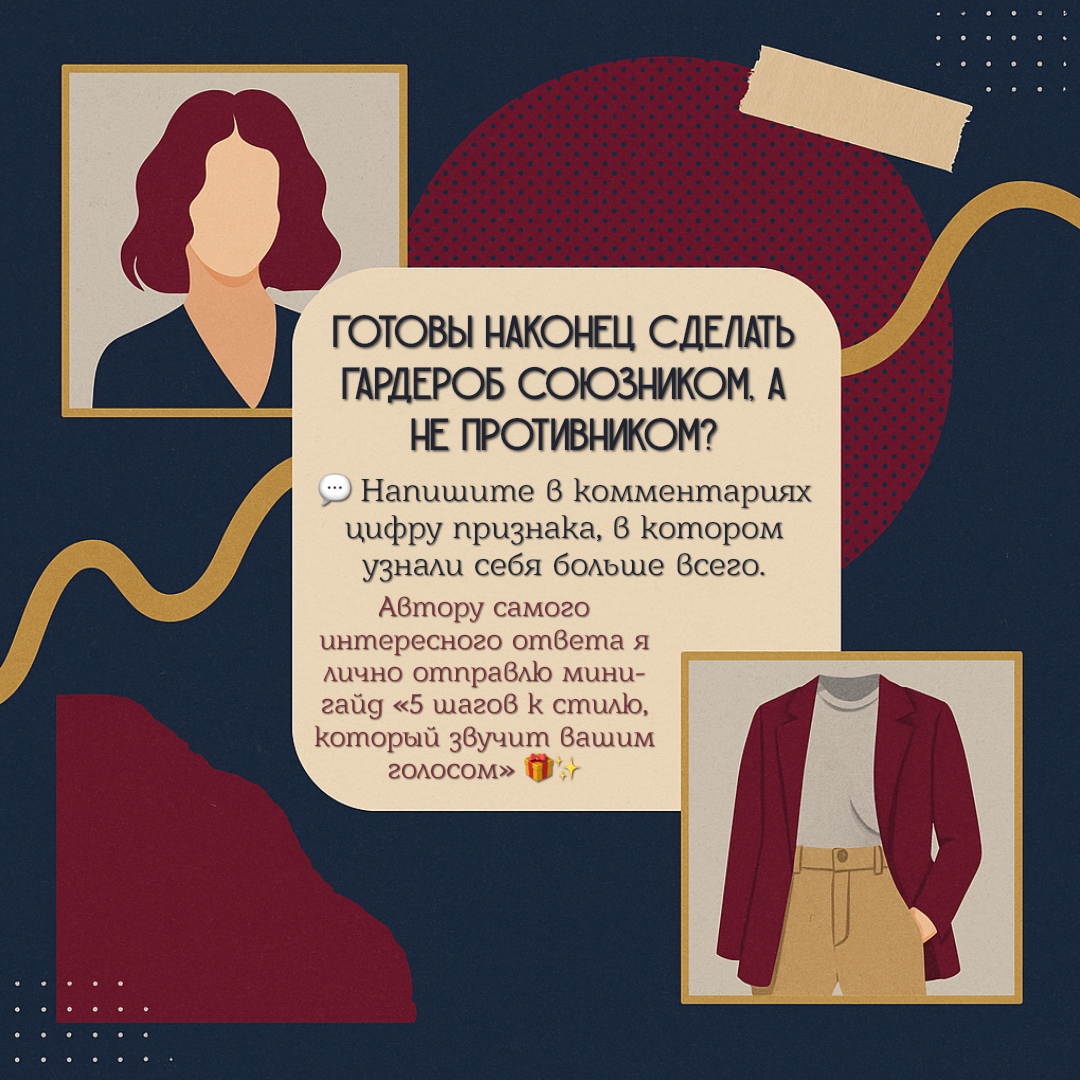 ГОТОВЫ НАКОНЕЦ СДЕЛАТЬ
ГАРДЕРОБ СОЮЗНИКОМ, А
НЕ ПРОТИВНИКОМ?
💬 Напишите в комментариях
цифру признака, в котором
узнали себя больше всего.
Автору самого
интересного ответа я
лично отправлю мини-
гайд «5 шагов к стилю,
который звучит вашим
голосом» 🎁✨